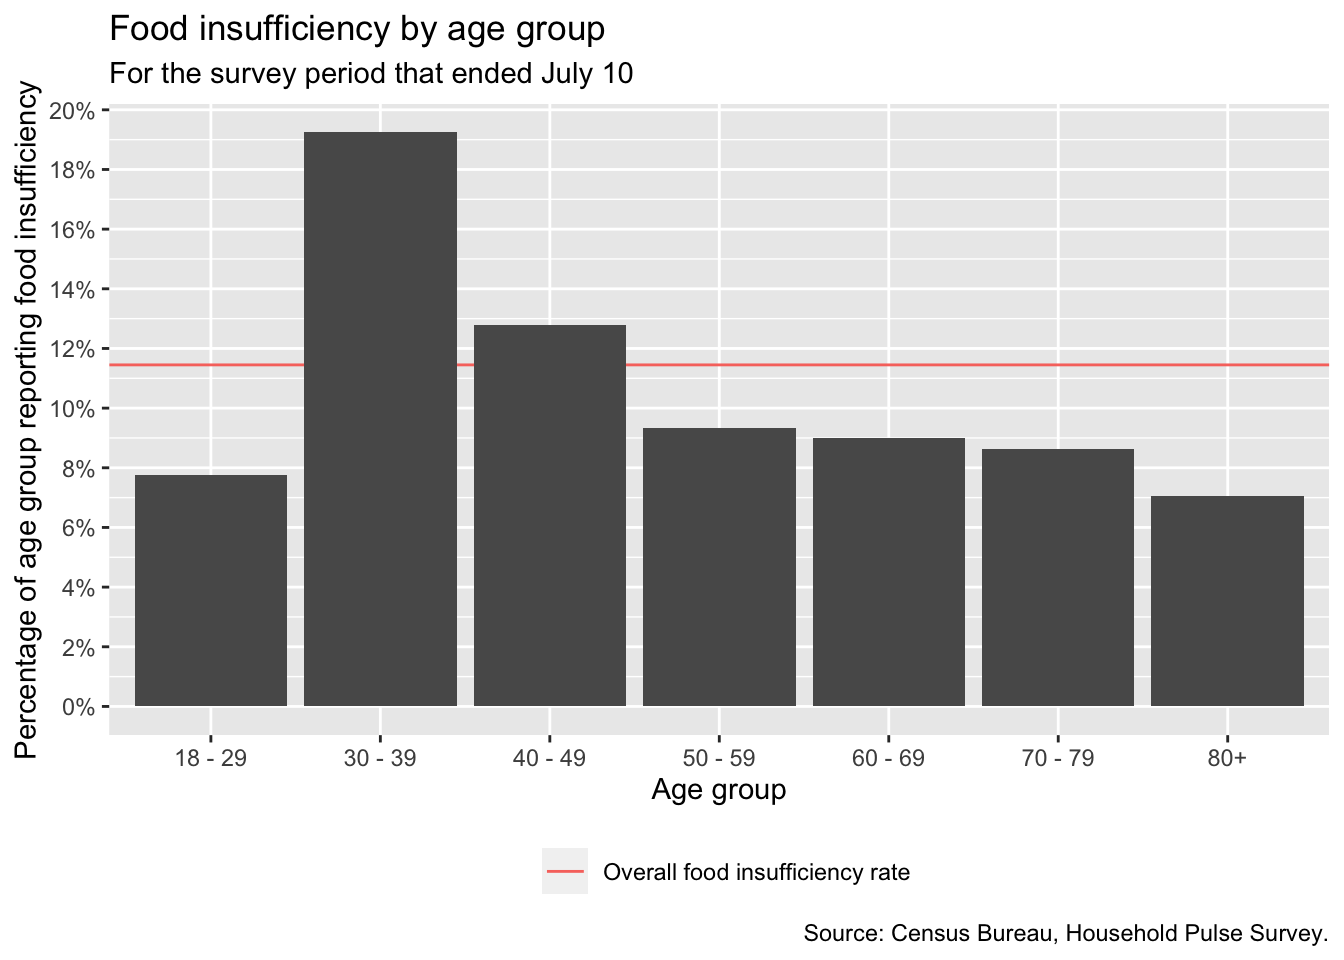 Food insufficiency by age group
For the survey period that ended July 10
Percentage of age group reporting food insufficiency
20%
18%
16%
14%
12%
10%
8%
6%
4%
2%
0%
18 - 29
30 - 39
40 - 49
50 - 59
60 - 69
70 - 79
80+
Age group
Overall food insufficiency rate
Source: Census Bureau, Household Pulse Survey.